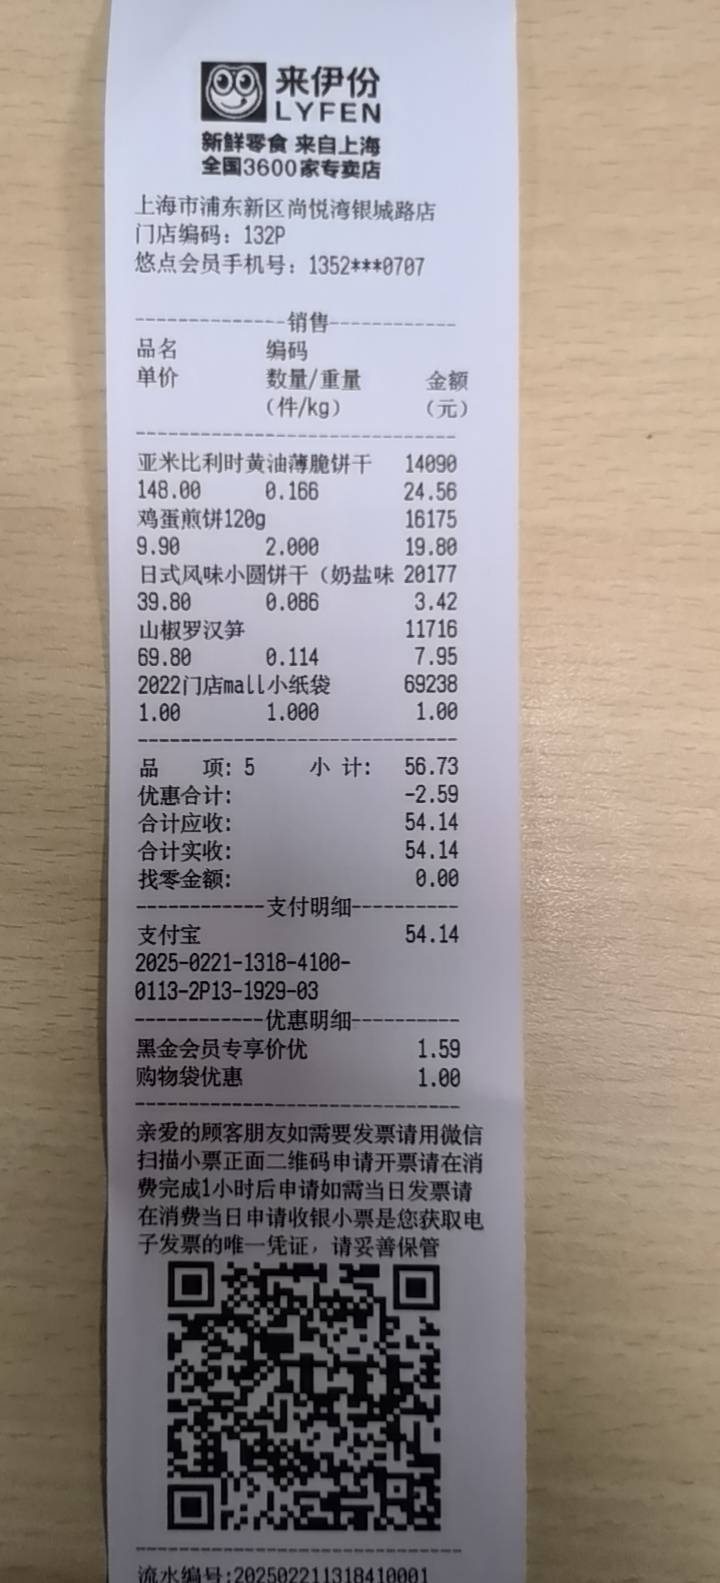 来伊份
LYFEN
新鲜零食 来自上海
全国3600家专卖店
上海市浦东新区尚悦湾银城路店
门店编码：132P
悠点会员手机号：1352***0707
--------------销售------------
品名 编码
单价 数量/重量 金额
（件/kg） （元）
------------------------------
亚米比利时黄油薄脆饼干 14090
148.00 0.166 24.56
鸡蛋煎饼120g 16175
9.90 2.000 19.80
日式风味小圆饼干（奶盐味 20177
39.80 0.086 3.42
山椒罗汉笋 11716
69.80 0.114 7.95
2022门店mall小纸袋 69238
1.00 1.000 1.00
------------------------------
品 项: 5 小 计: 56.73
优惠合计: -2.59
合计应收: 54.14
合计实收: 54.14
找零金额: 0.00
------------支付明细----------
支付宝 54.14
2025-0221-1318-4100-
0113-2P13-1929-03
------------优惠明细----------
黑金会员专享价优 1.59
购物袋优惠 1.00
------------------------------
亲爱的顾客朋友如需要发票请用微信
扫描小票正面二维码申请开票请在消
费完成1小时后申请如需当日发票请
在消费当日申请收银小票是您获取电
子发票的唯一凭证，请妥善保管
------------------------------
流水编号:202502211318410001